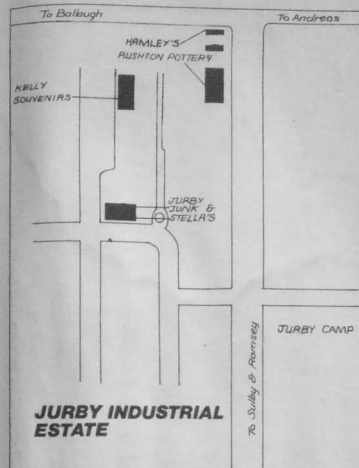 To Ballaugh
To Andreas
HAMLEY'S
RUSHTON POTTERY
KELLY
SOUVENIRS
JURBY
JUNK &
STELLA'S
JURBY CAMP
To Sulby & Ramsey
JURBY INDUSTRIAL
ESTATE